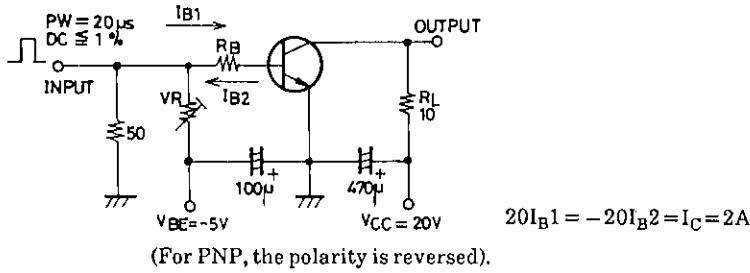 PW=20μs
DC≦1%
IB1
OUTPUT
RB
INPUT
IB2
VR
RL
10
50
+
100μ
+
470μ
VBE=-5V
VCC=20V
20IB1=-20IB2=IC=2A
(For PNP, the polarity is reversed).